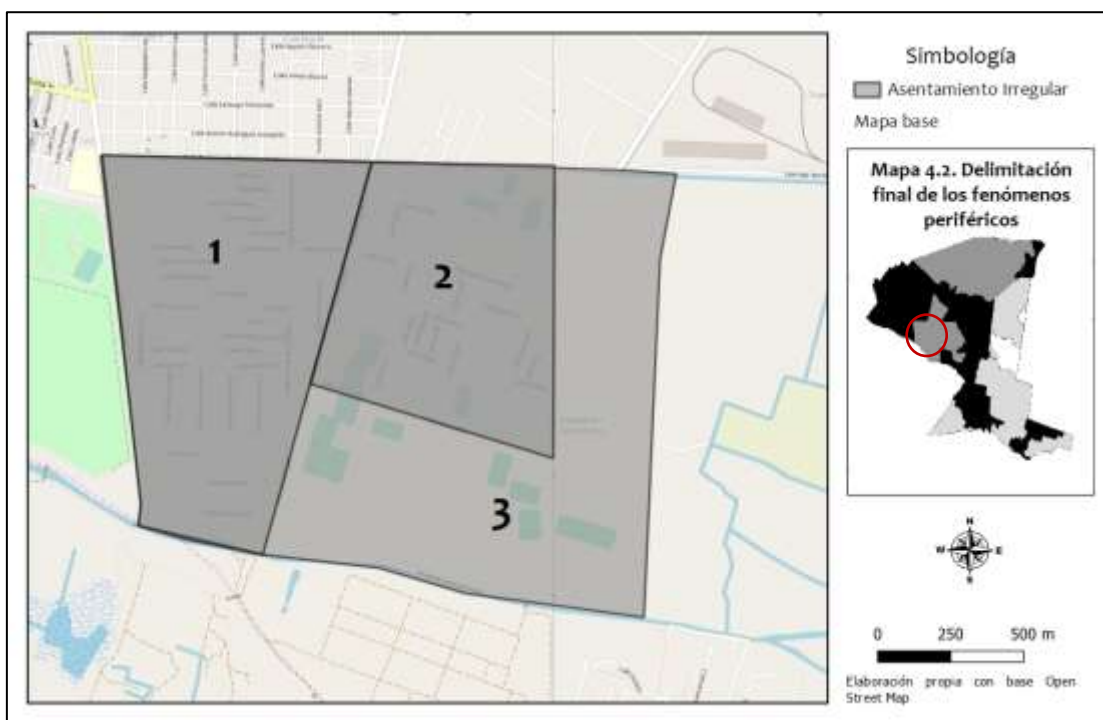 Simbología
Asentamiento Irregular
Mapa base
Mapa 4.2. Delimitación
final de los fenómenos
periféricos
1
2
3
N
W E
S
0 250 500 m
Elaboración propia con base Open
Street Map